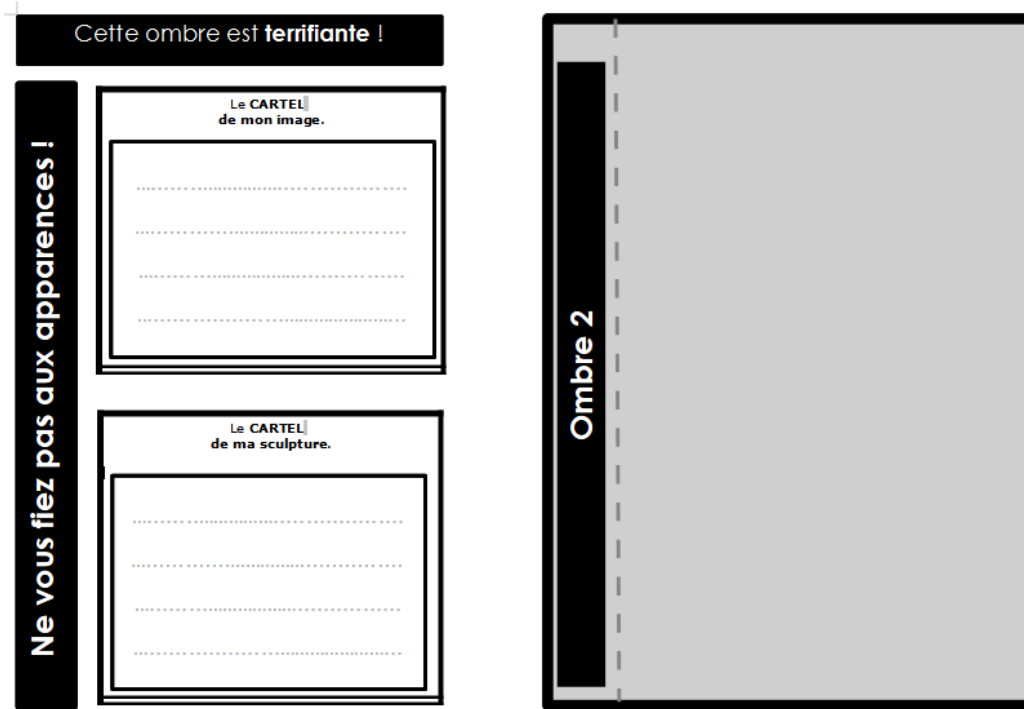 Cette ombre est terrifiante !
Ne vous fiez pas aux apparences !
Le CARTEL
de mon image.
Le CARTEL
de ma sculpture.
Ombre 2